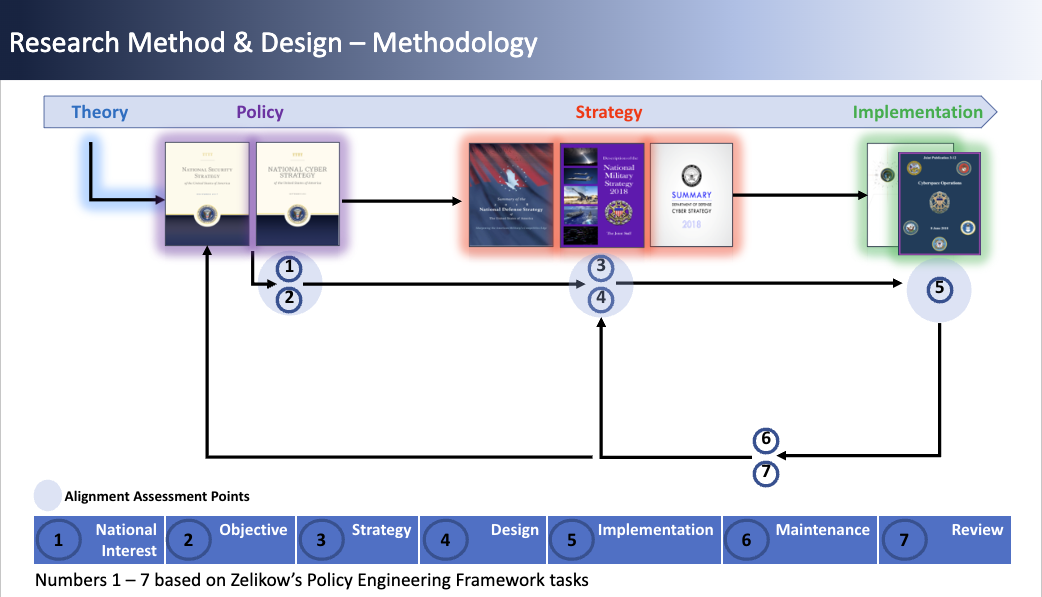 Research Method & Design – Methodology
Theory
Policy
Strategy
Implementation
NATIONAL SECURITY
STRATEGY
of the United States of America
NATIONAL CYBER
STRATEGY
of the United States of America
Summary of the
National Defense Strategy
The United States of America
Description of the
National
Military
Strategy
2018
The Joint Staff
SUMMARY
DEPARTMENT OF DEFENSE
CYBER STRATEGY
2018
Joint Publication 3-12
Cyberspace Operations
8 June 2018
1
2
3
4
5
6
7
Alignment Assessment Points
1 National
Interest
2 Objective
3 Strategy
4 Design
5 Implementation
6 Maintenance
7 Review
Numbers 1 – 7 based on Zelikow's Policy Engineering Framework tasks